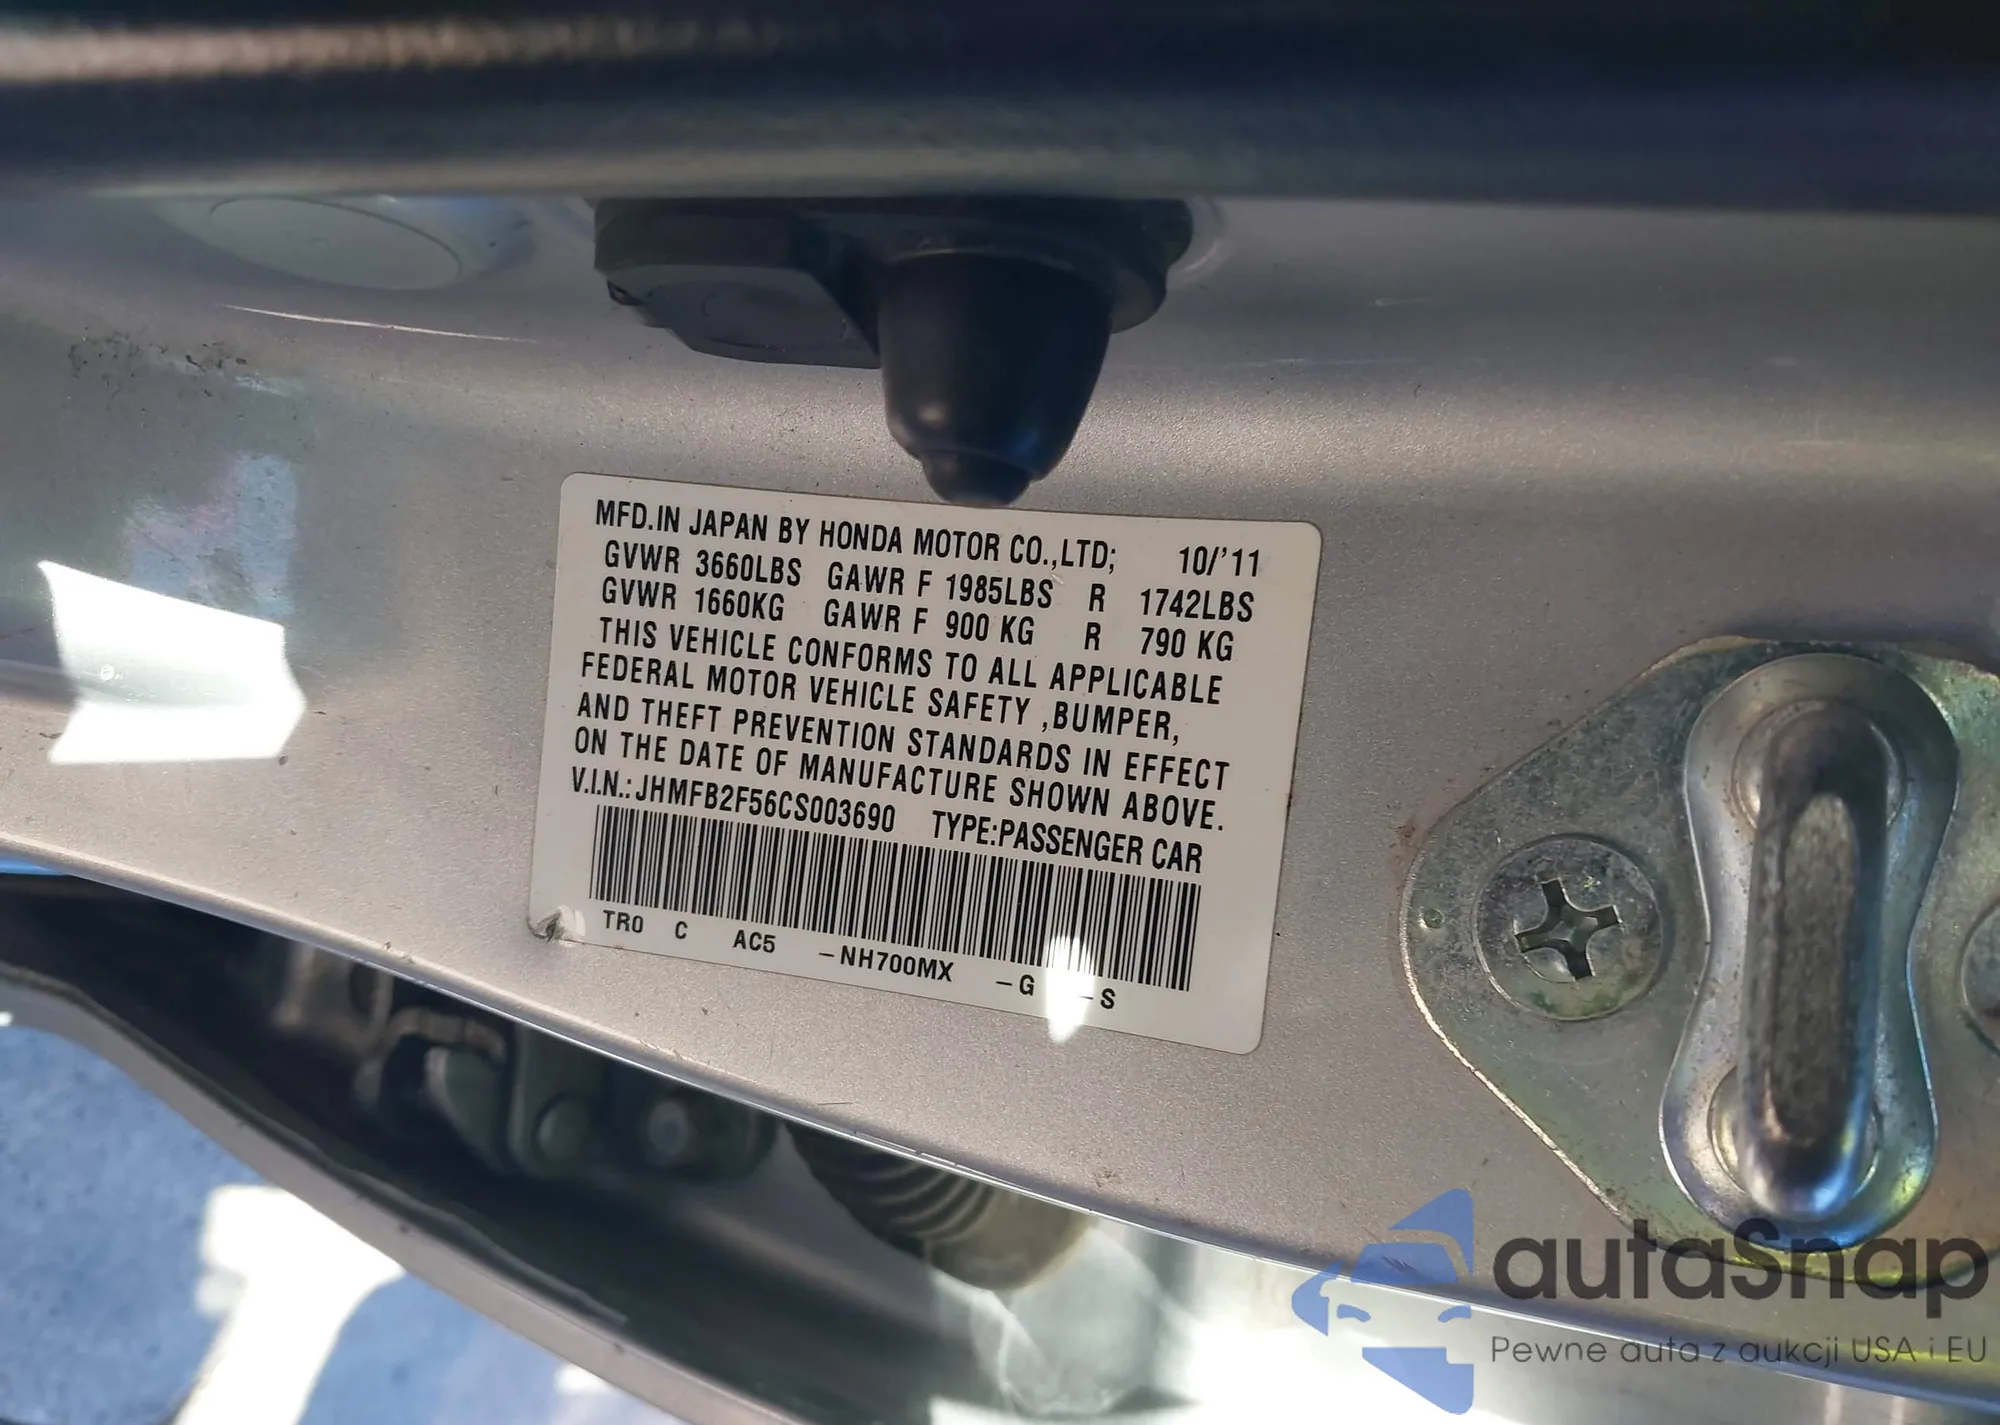 MFD.IN JAPAN BY HONDA MOTOR CO.,LTD; 10/'11
GVWR 3660LBS GAWR F 1985LBS R 1742LBS
GVWR 1660KG GAWR F 900 KG R 790 KG
THIS VEHICLE CONFORMS TO ALL APPLICABLE
FEDERAL MOTOR VEHICLE SAFETY ,BUMPER,
AND THEFT PREVENTION STANDARDS IN EFFECT
ON THE DATE OF MANUFACTURE SHOWN ABOVE.
V.I.N.: JHMFB2F56CS003690 TYPE:PASSENGER CAR
TR0 C AC5 –NH700MX –G –S
autaSnap
Pewne auta z aukcji USA i EU